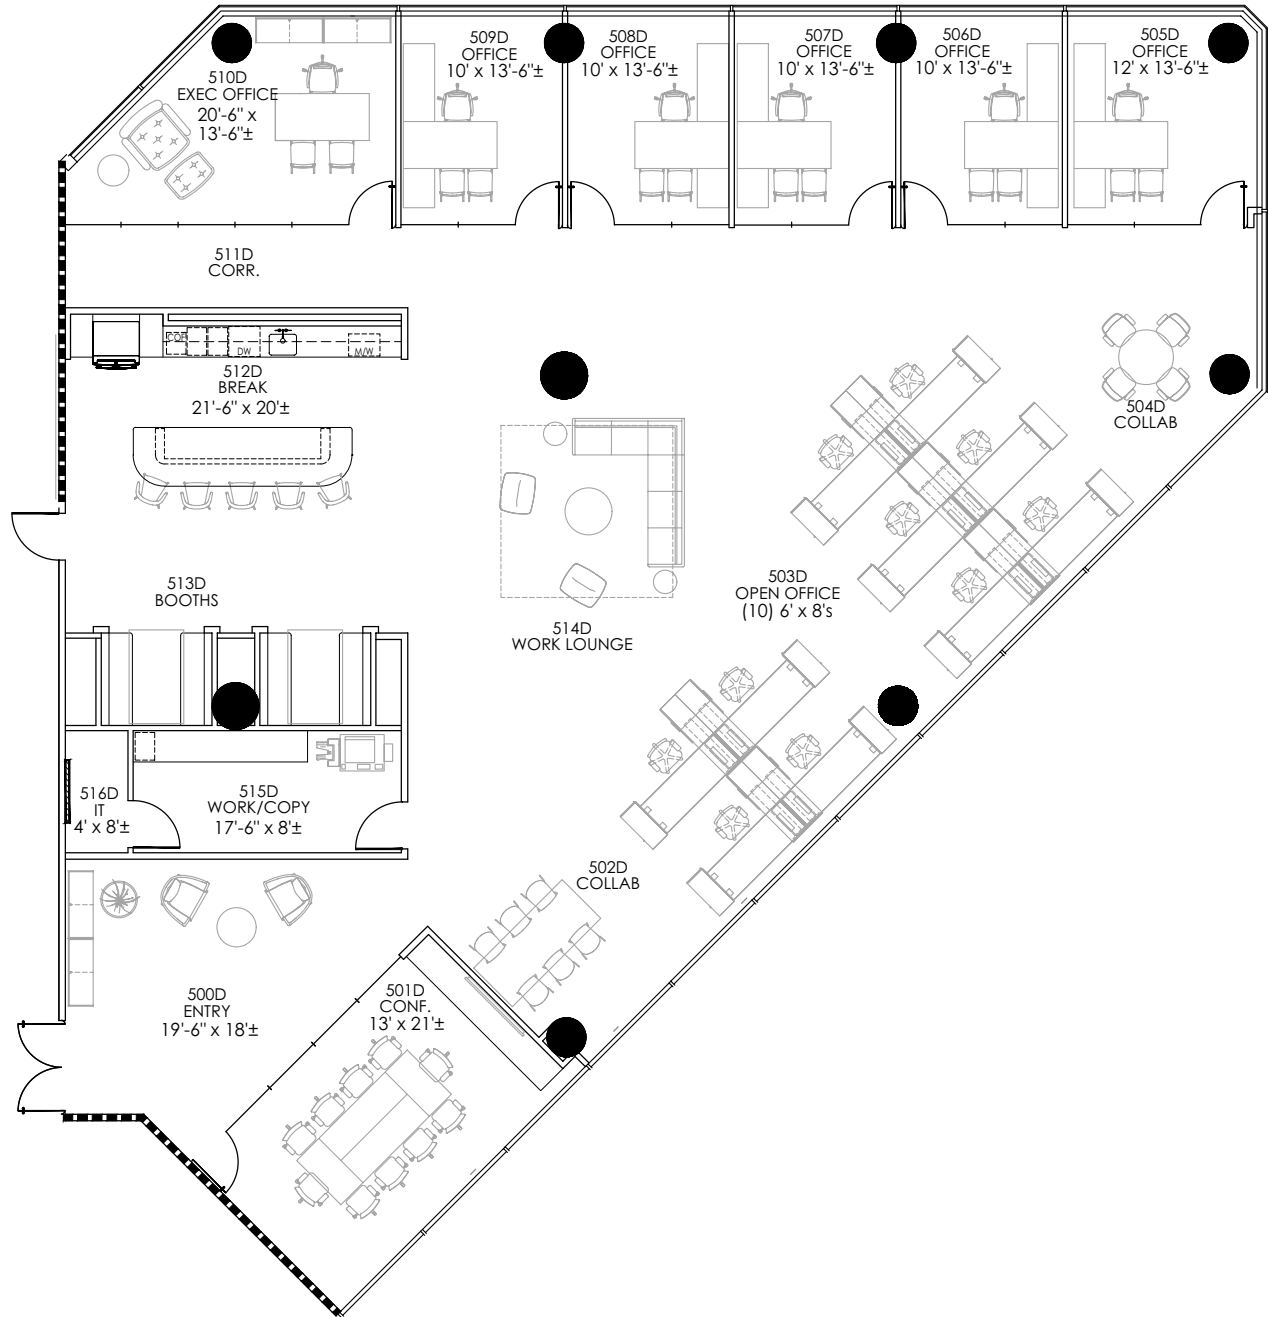 509D
OFFICE
10' x 13'-6"±
508D
OFFICE
10' x 13'-6"±
507D
OFFICE
10' x 13'-6"±
506D
OFFICE
10' x 13'-6"±
505D
OFFICE
12' x 13'-6"±
510D
EXEC OFFICE
20'-6" x
13'-6"±
511D
CORR.
COF
DW
M/W
512D
BREAK
21'-6" x 20'±
504D
COLLAB
513D
BOOTHS
503D
OPEN OFFICE
(10) 6' x 8's
514D
WORK LOUNGE
516D
IT
4' x 8'±
515D
WORK/COPY
17'-6" x 8'±
502D
COLLAB
500D
ENTRY
19'-6" x 18'±
501D
CONF.
13' x 21'±